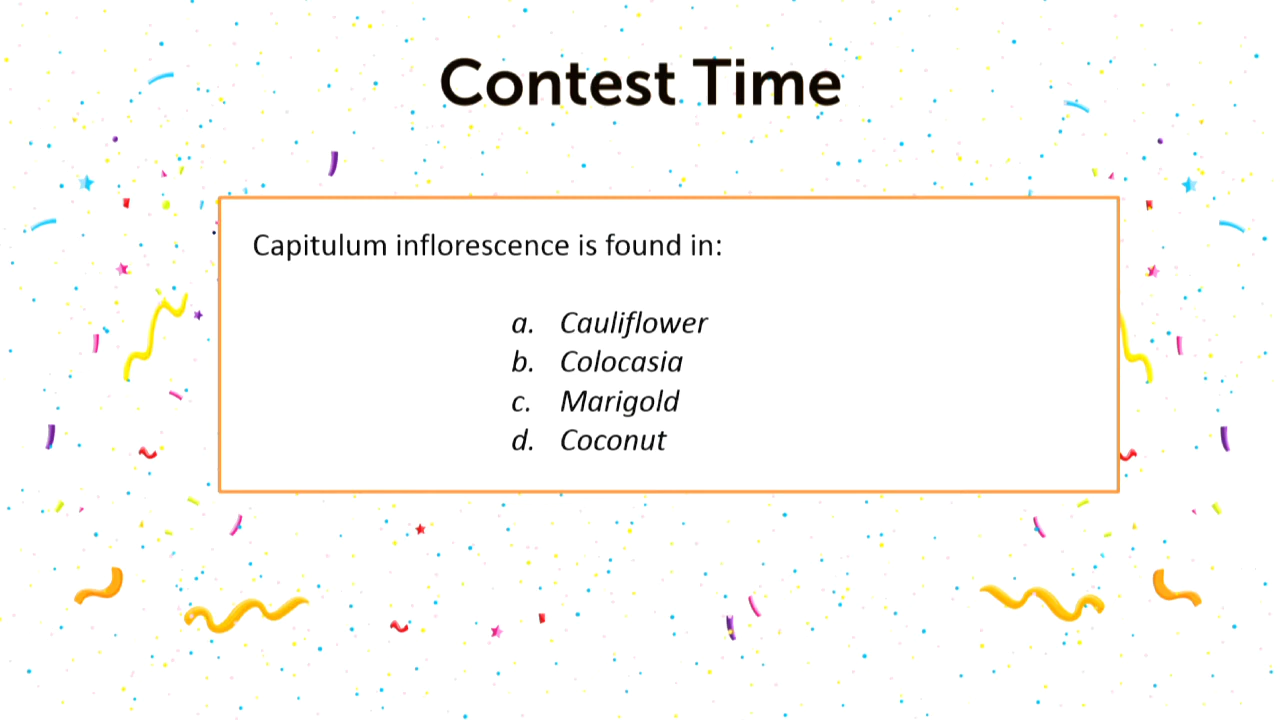 Contest Time
Capitulum inflorescence is found in:
a. Cauliflower
b. Colocasia
c. Marigold
d. Coconut